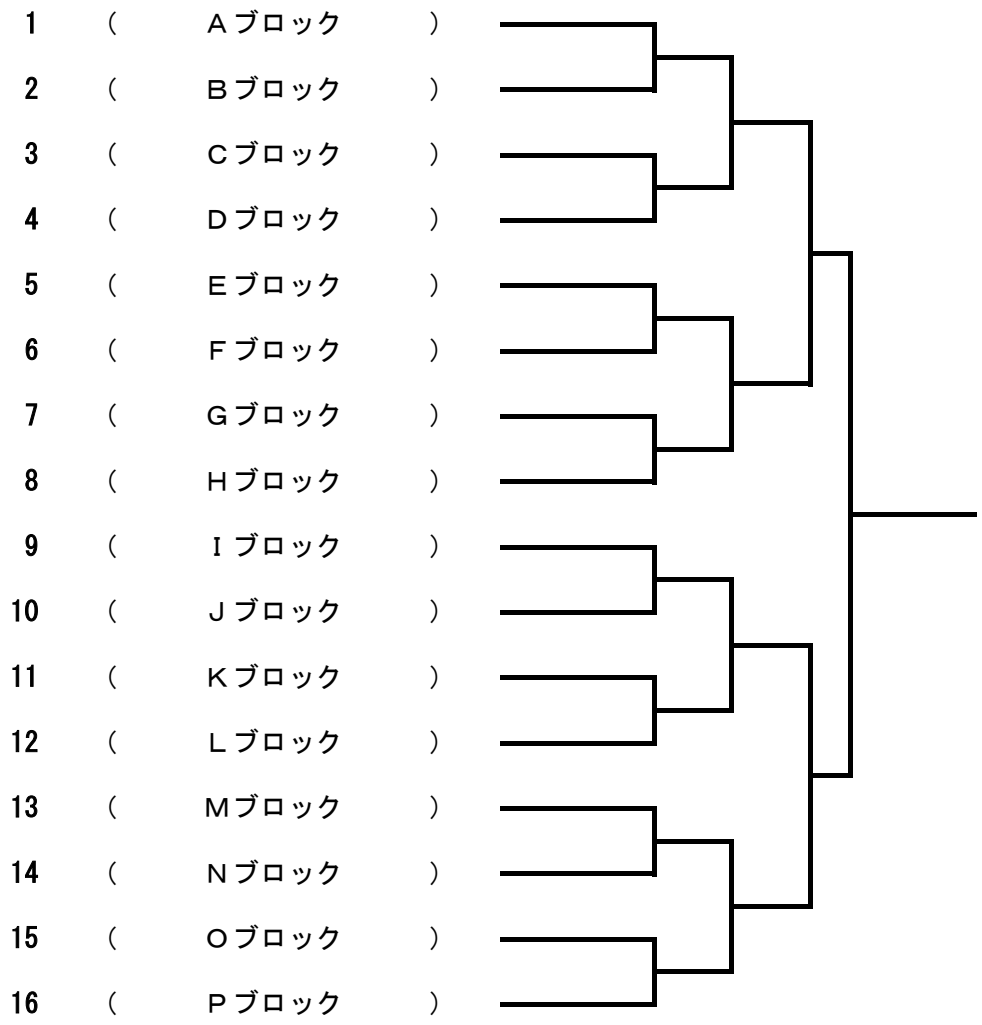 1 （ Ａブロック ）
2 （ Ｂブロック ）
3 （ Ｃブロック ）
4 （ Ｄブロック ）
5 （ Ｅブロック ）
6 （ Ｆブロック ）
7 （ Ｇブロック ）
8 （ Ｈブロック ）
9 （ Ｉブロック ）
10 （ Ｊブロック ）
11 （ Ｋブロック ）
12 （ Ｌブロック ）
13 （ Ｍブロック ）
14 （ Ｎブロック ）
15 （ Ｏブロック ）
16 （ Ｐブロック ）